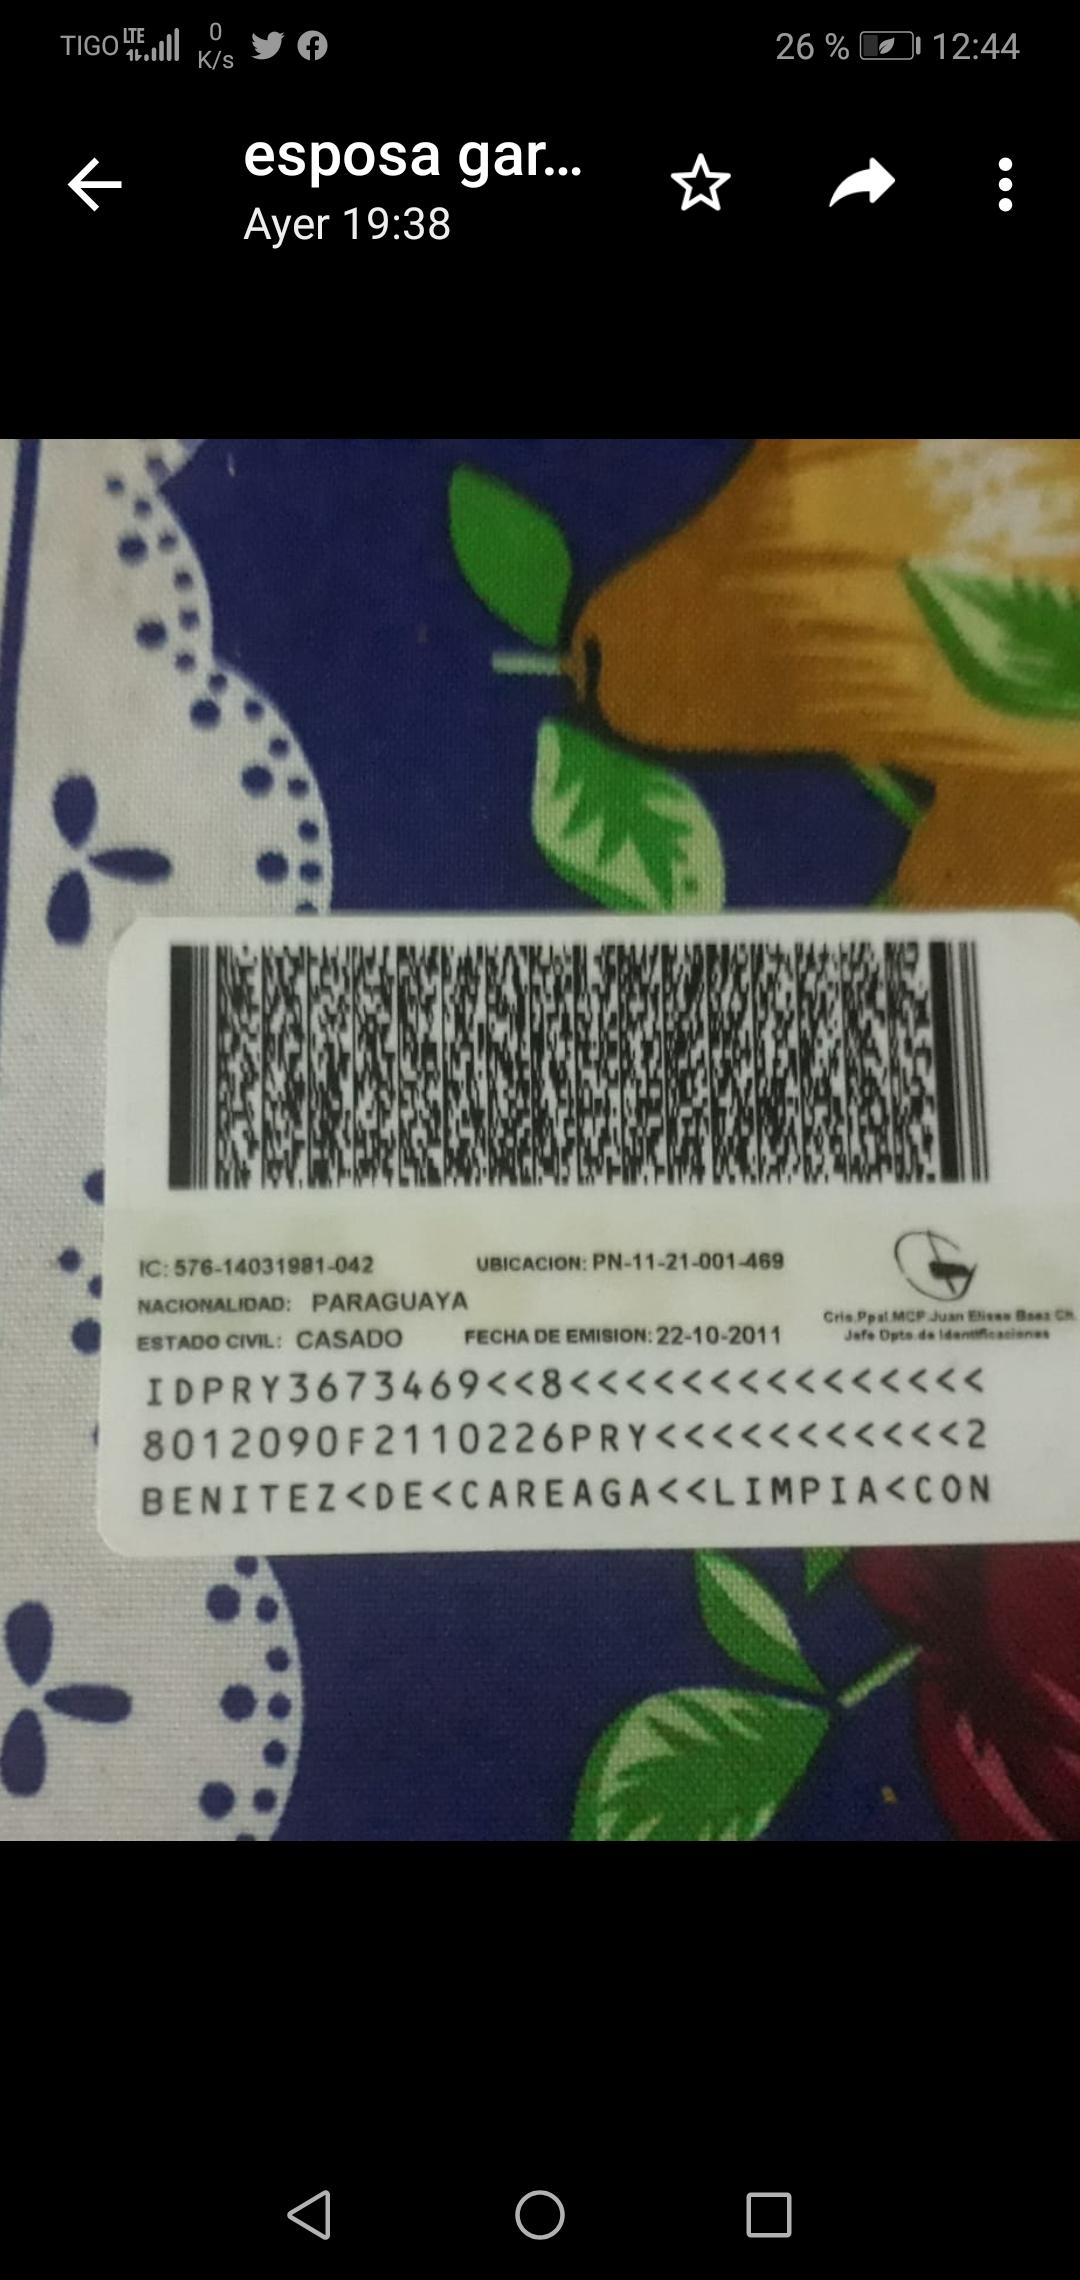 TIGO LTE 0 K/s 26 % 12:44
esposa gar...
Ayer 19:38
IC: 576-14031981-042 UBICACION: PN-11-21-001-469
NACIONALIDAD: PARAGUAYA
Crio.Ppal.MCP.Juan Eliseo Baez Ch.
ESTADO CIVIL: CASADO FECHA DE EMISION: 22-10-2011
Jefe Dpto.de Identificaciones
IDPRY3673469<<8<<<<<<<<<<<<<<<
8012090F2110226PRY<<<<<<<<<<<2
BENITEZ<DE<CAREAGA<<LIMPIA<CON